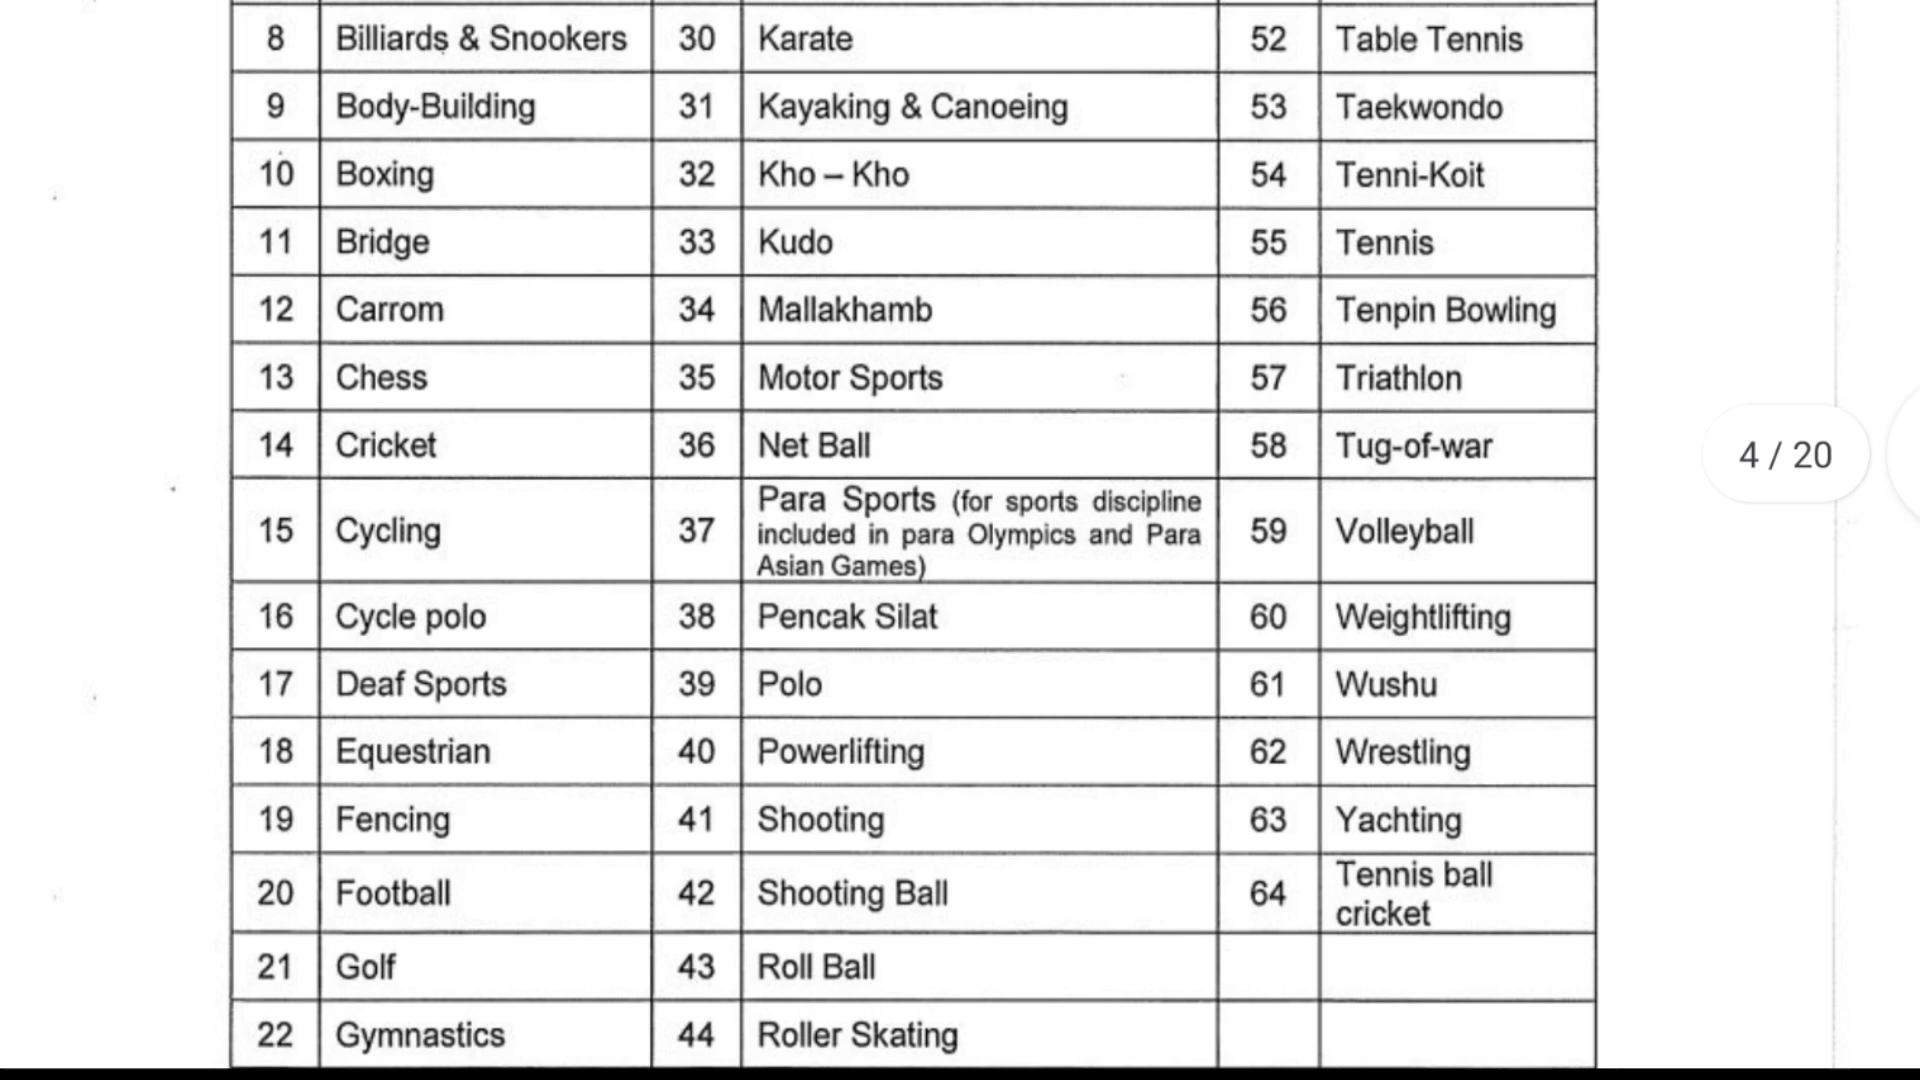 8 Billiards & Snookers 30 Karate 52 Table Tennis
9 Body-Building 31 Kayaking & Canoeing 53 Taekwondo
10 Boxing 32 Kho – Kho 54 Tenni-Koit
11 Bridge 33 Kudo 55 Tennis
12 Carrom 34 Mallakhamb 56 Tenpin Bowling
13 Chess 35 Motor Sports 57 Triathlon
14 Cricket 36 Net Ball 58 Tug-of-war
4 / 20
15 Cycling 37 Para Sports (for sports discipline
included in para Olympics and Para
Asian Games) 59 Volleyball
16 Cycle polo 38 Pencak Silat 60 Weightlifting
17 Deaf Sports 39 Polo 61 Wushu
18 Equestrian 40 Powerlifting 62 Wrestling
19 Fencing 41 Shooting 63 Yachting
20 Football 42 Shooting Ball 64 Tennis ball
cricket
21 Golf 43 Roll Ball
22 Gymnastics 44 Roller Skating